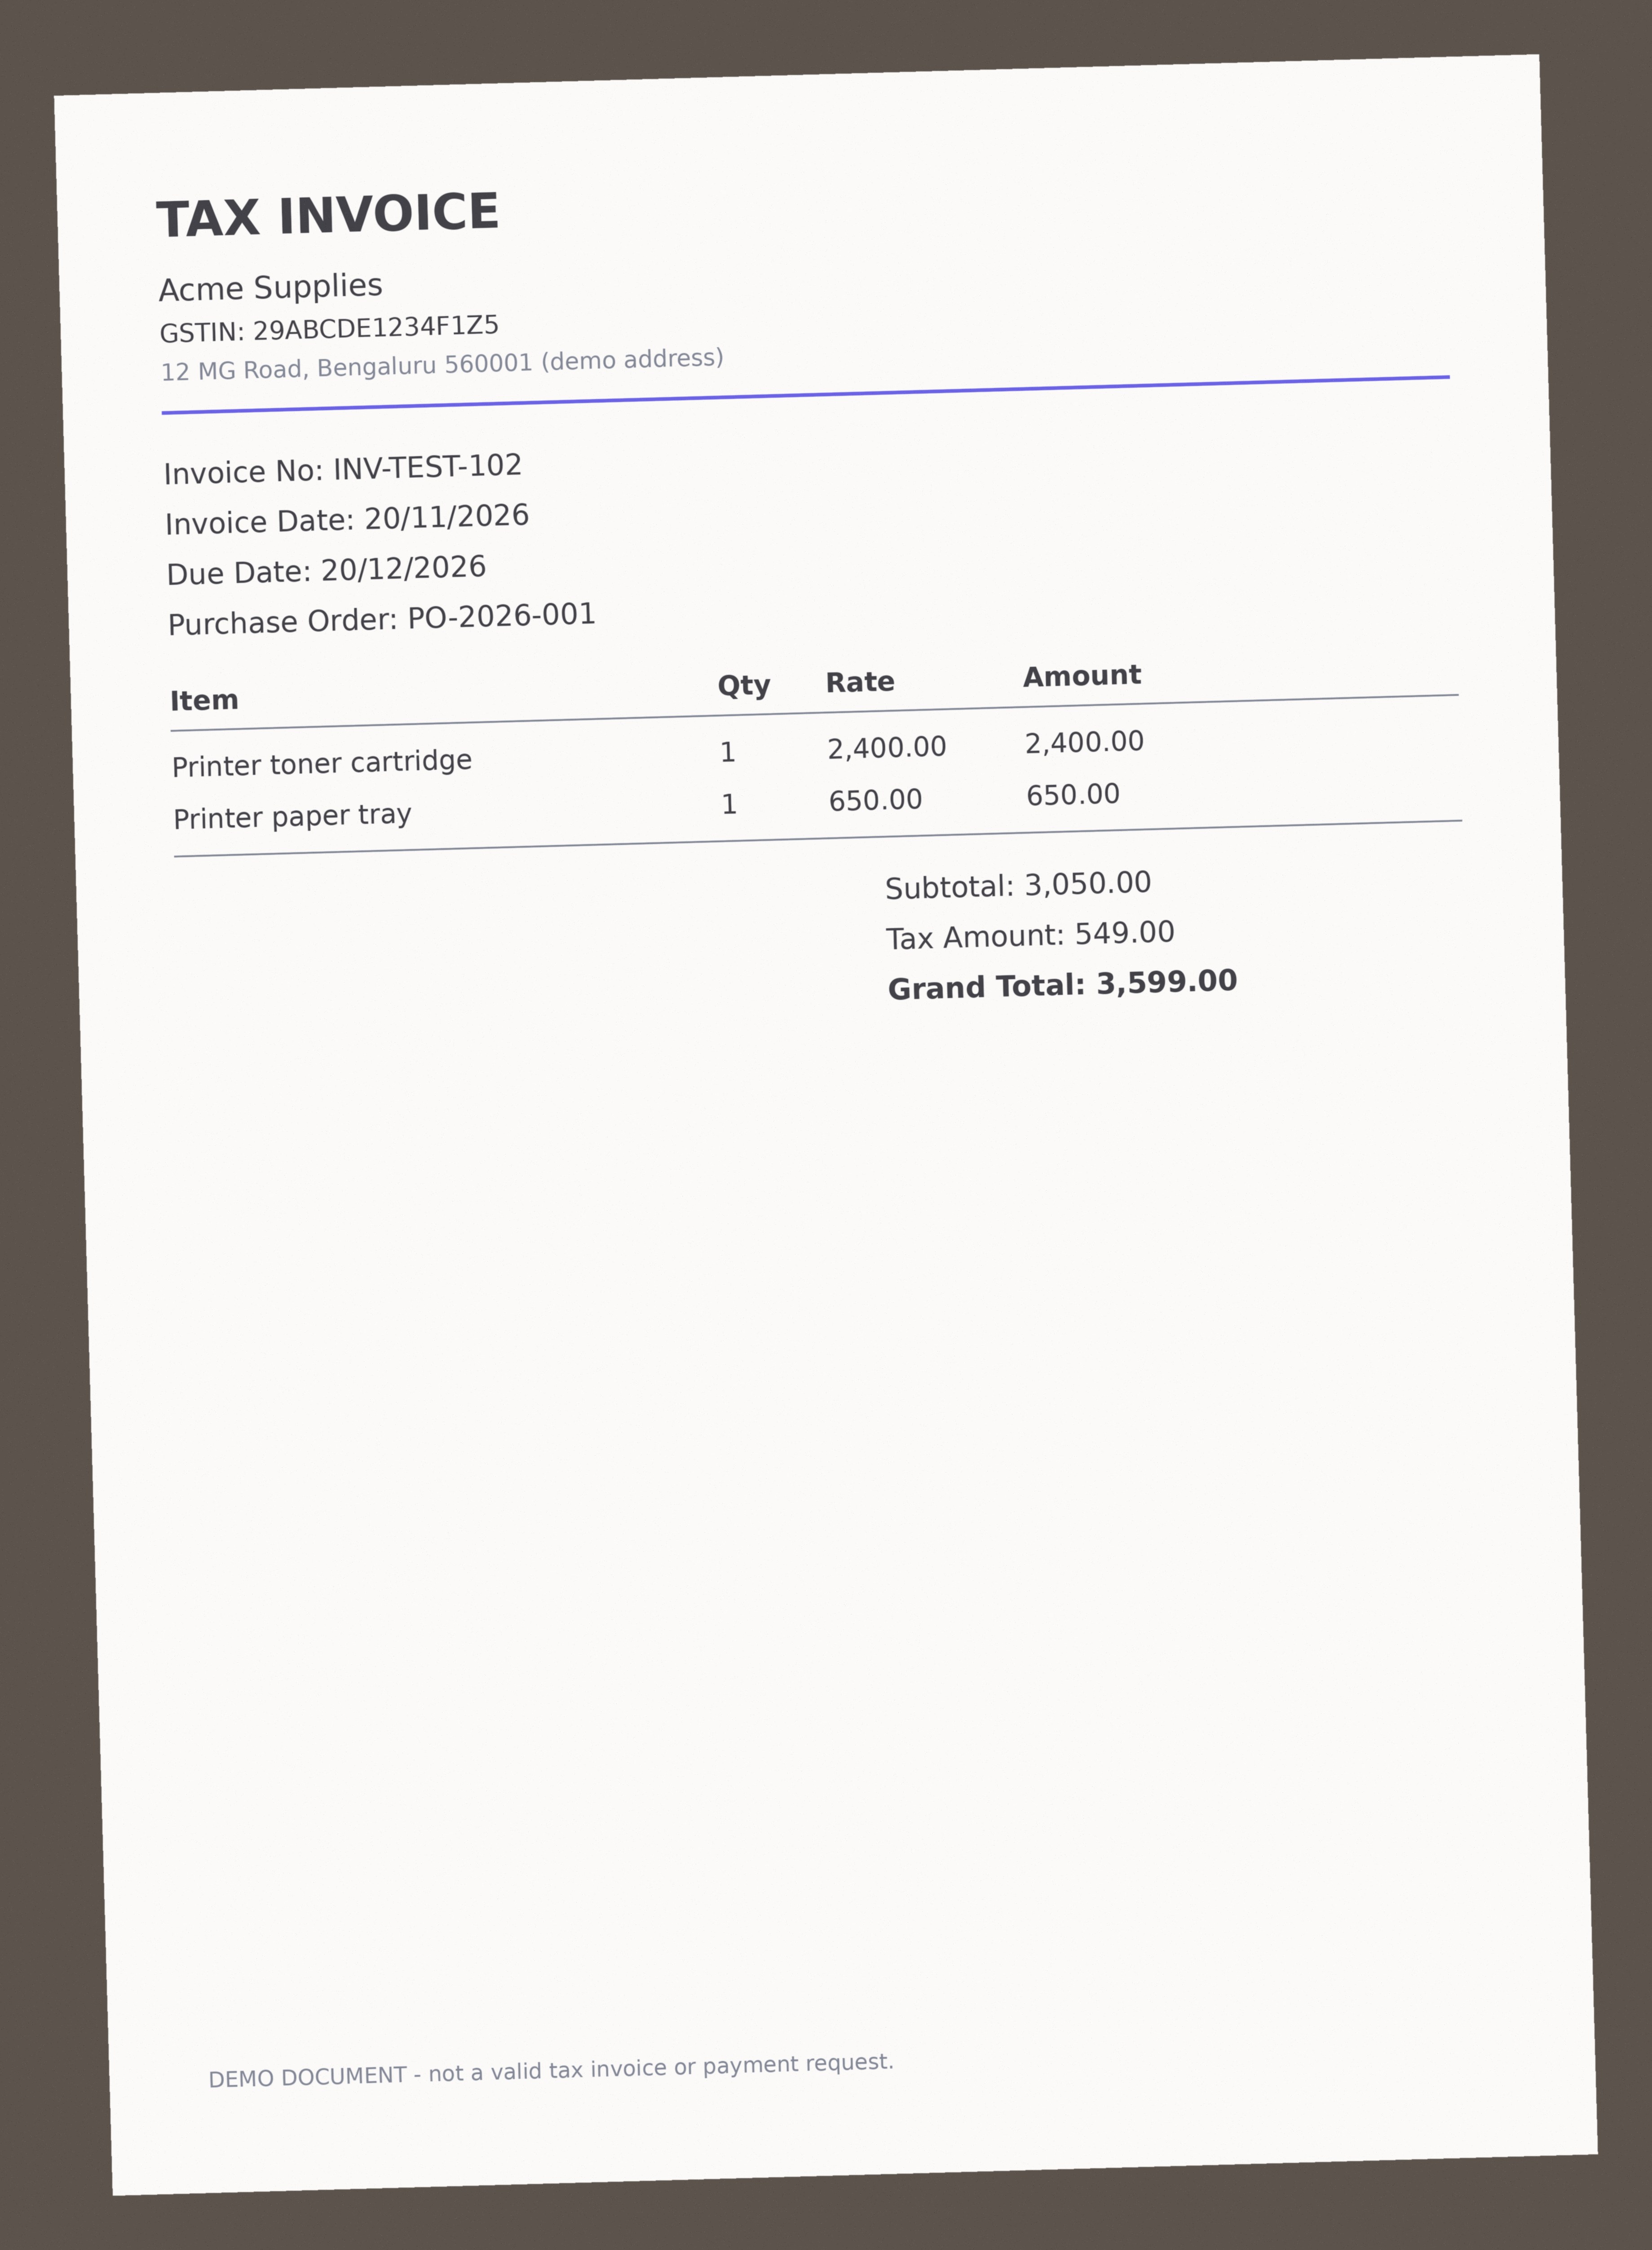 TAX INVOICE
Acme Supplies
GSTIN: 29ABCDE1234F1Z5
12 MG Road, Bengaluru 560001 (demo address)
Invoice No: INV-TEST-102
Invoice Date: 20/11/2026
Due Date: 20/12/2026
Purchase Order: PO-2026-001
Item Qty Rate Amount
Printer toner cartridge 1 2,400.00 2,400.00
Printer paper tray 1 650.00 650.00
Subtotal: 3,050.00
Tax Amount: 549.00
Grand Total: 3,599.00
DEMO DOCUMENT - not a valid tax invoice or payment request.